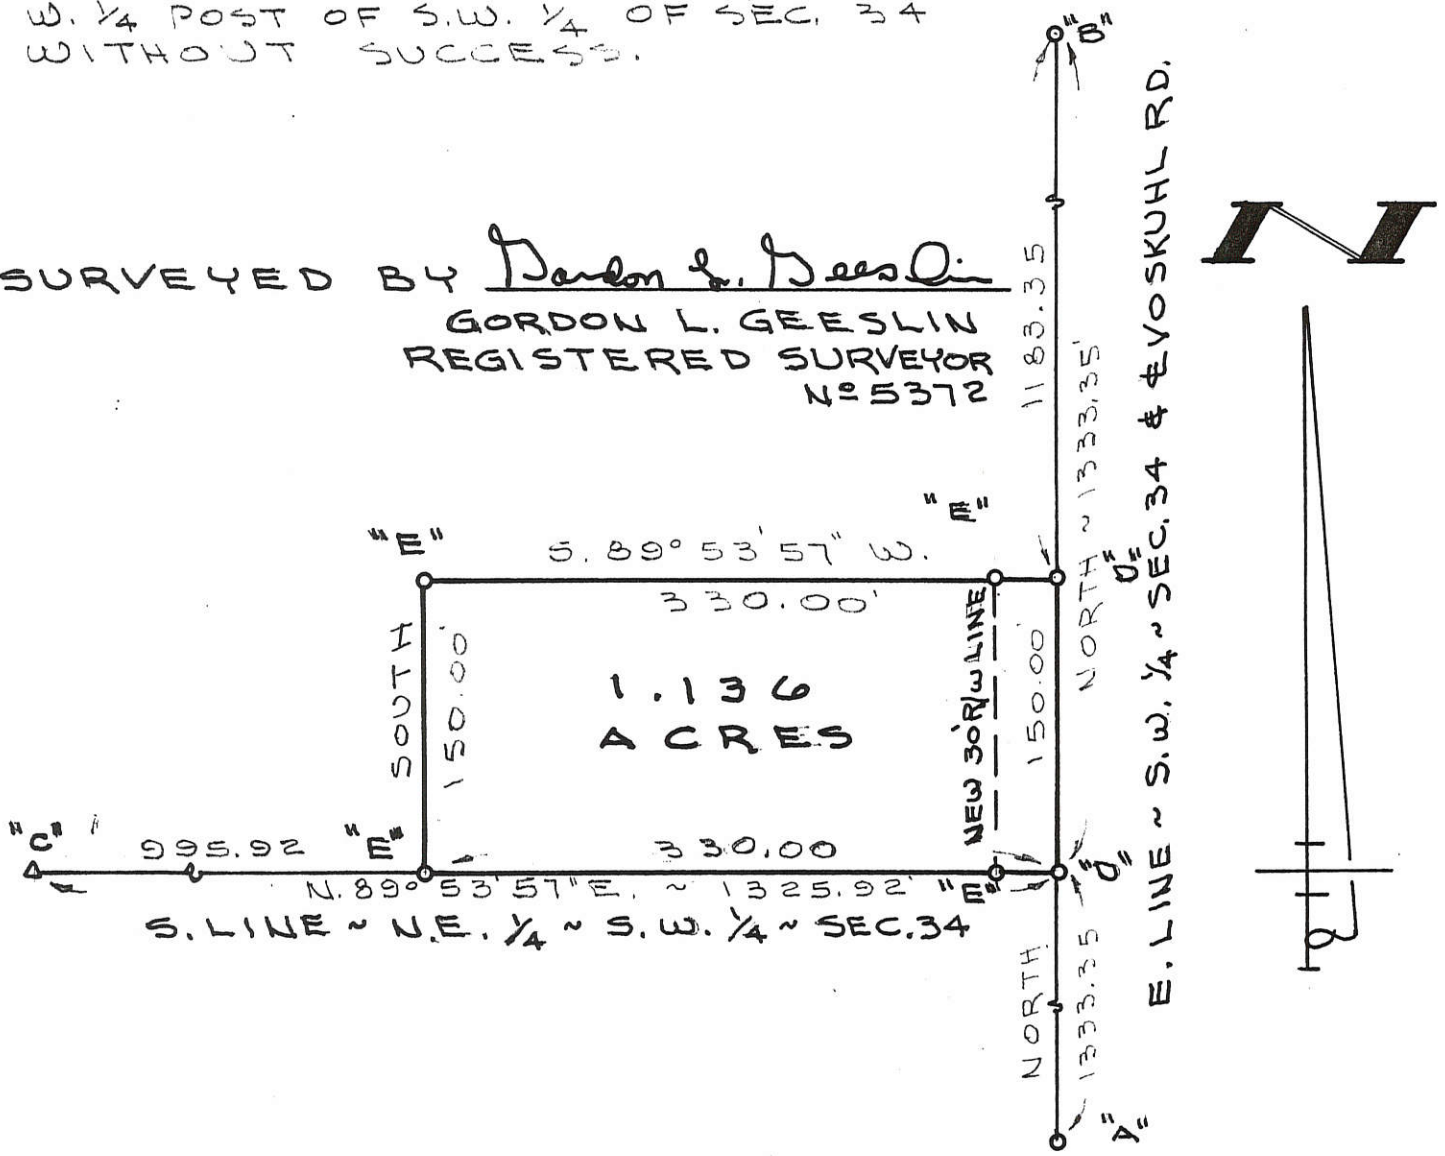 W. 1/4 POST OF S.W. 1/4 OF SEC. 34
WITHOUT SUCCESS.
"B"
SURVEYED BY Gordon L. Geeslin
GORDON L. GEESLIN
REGISTERED SURVEYOR
Nº 5372
1183.35
NORTH ~ 1333.35'
E. LINE ~ S.W. 1/4 ~ SEC. 34 & ℄ VOSKUHL RD.
N
"E"
"E"
S. 89° 53' 57" W.
330.00'
"D"
SOUTH
150.00'
1.136
ACRES
NEW 30' R/W LINE
150.00'
"C"
995.92
"E"
330.00
"E"
"D"
N. 89° 53' 57" E. ~ 1325.92'
S. LINE ~ N.E. 1/4 ~ S.W. 1/4 ~ SEC. 34
NORTH
1333.35
"A"